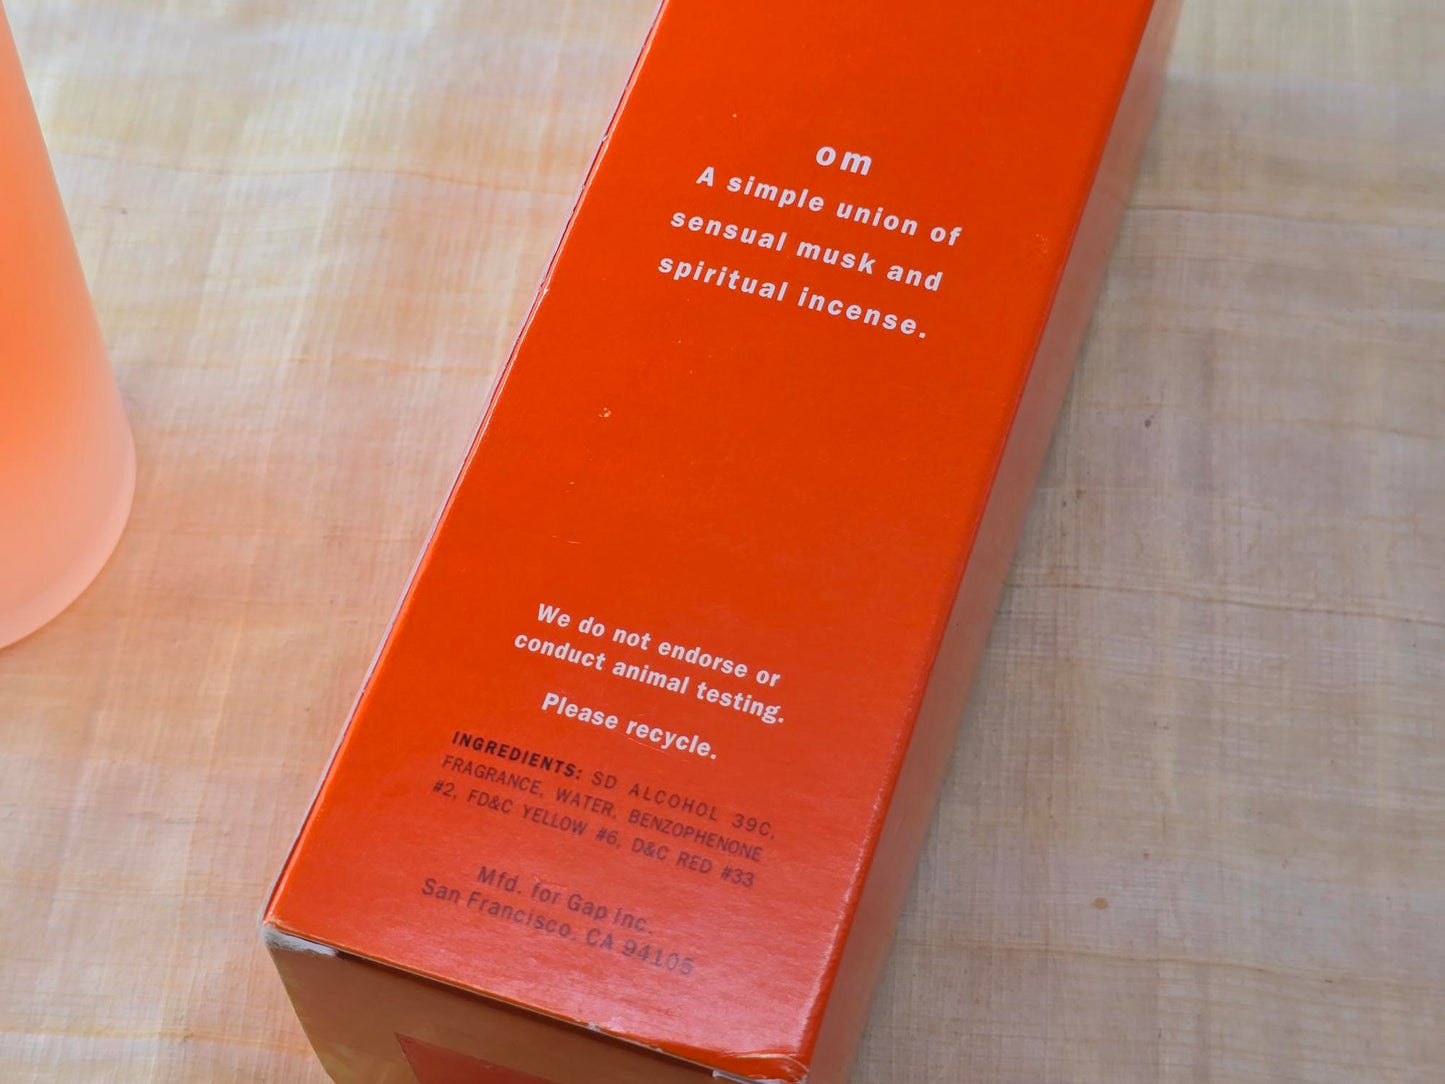 om
A simple union of
sensual musk and
spiritual incense.
We do not endorse or
conduct animal testing.
Please recycle.
INGREDIENTS: SD ALCOHOL 39C,
FRAGRANCE, WATER, BENZOPHENONE
#2, FD&C YELLOW #6, D&C RED #33
Mfd. for Gap Inc.
San Francisco, CA 94105